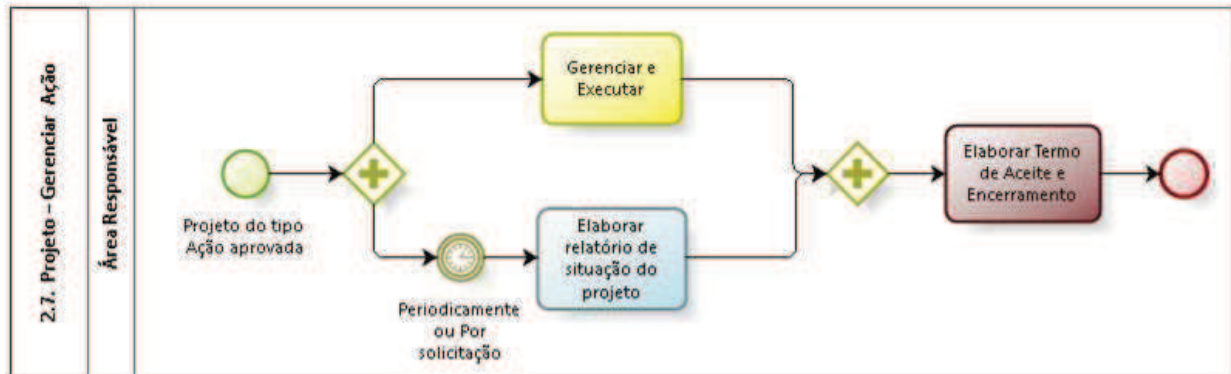 2.7. Projeto – Gerenciar Ação
Área Responsável
Projeto do tipo
Ação aprovada
Gerenciar e
Executar
Periodicamente
ou Por
solicitação
Elaborar
relatório de
situação do
projeto
Elaborar Termo
de Aceite e
Encerramento